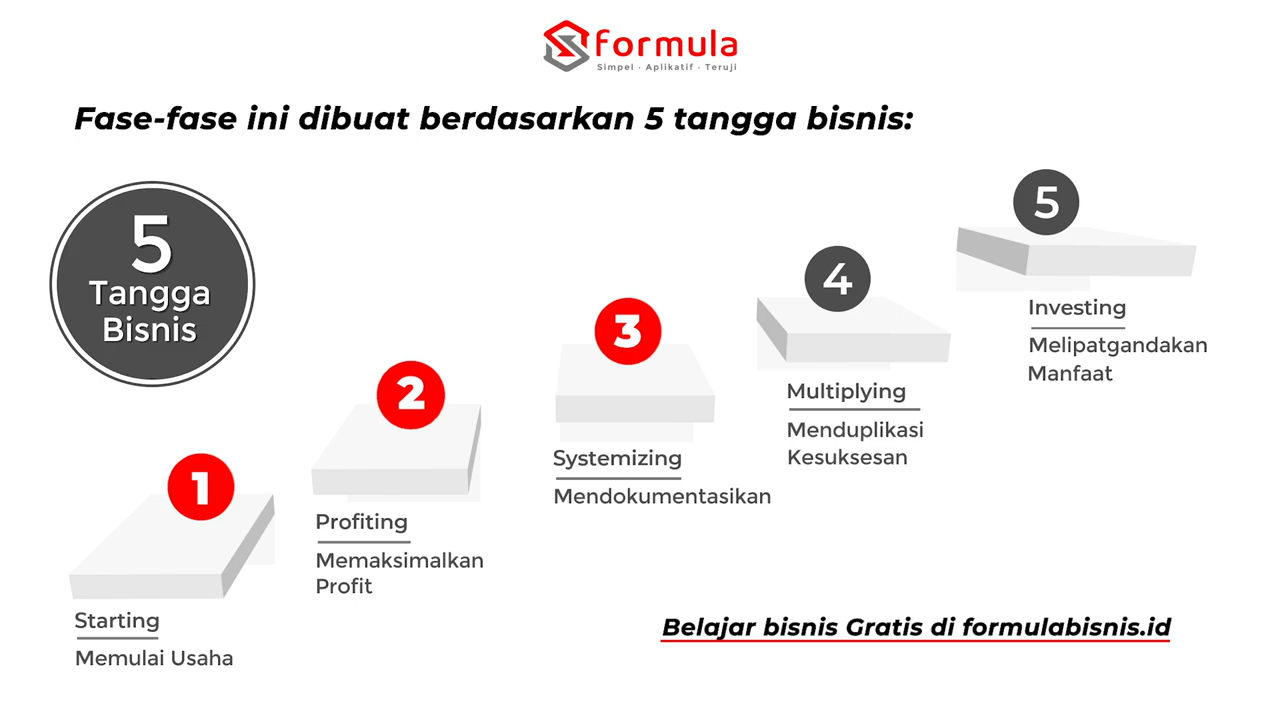 formula
Simpel · Aplikatif · Teruji
Fase-fase ini dibuat berdasarkan 5 tangga bisnis:
5
Tangga
Bisnis
1
Starting
Memulai Usaha
2
Profiting
Memaksimalkan
Profit
3
Systemizing
Mendokumentasikan
4
Multiplying
Menduplikasi
Kesuksesan
5
Investing
Melipatgandakan
Manfaat
Belajar bisnis Gratis di formulabisnis.id